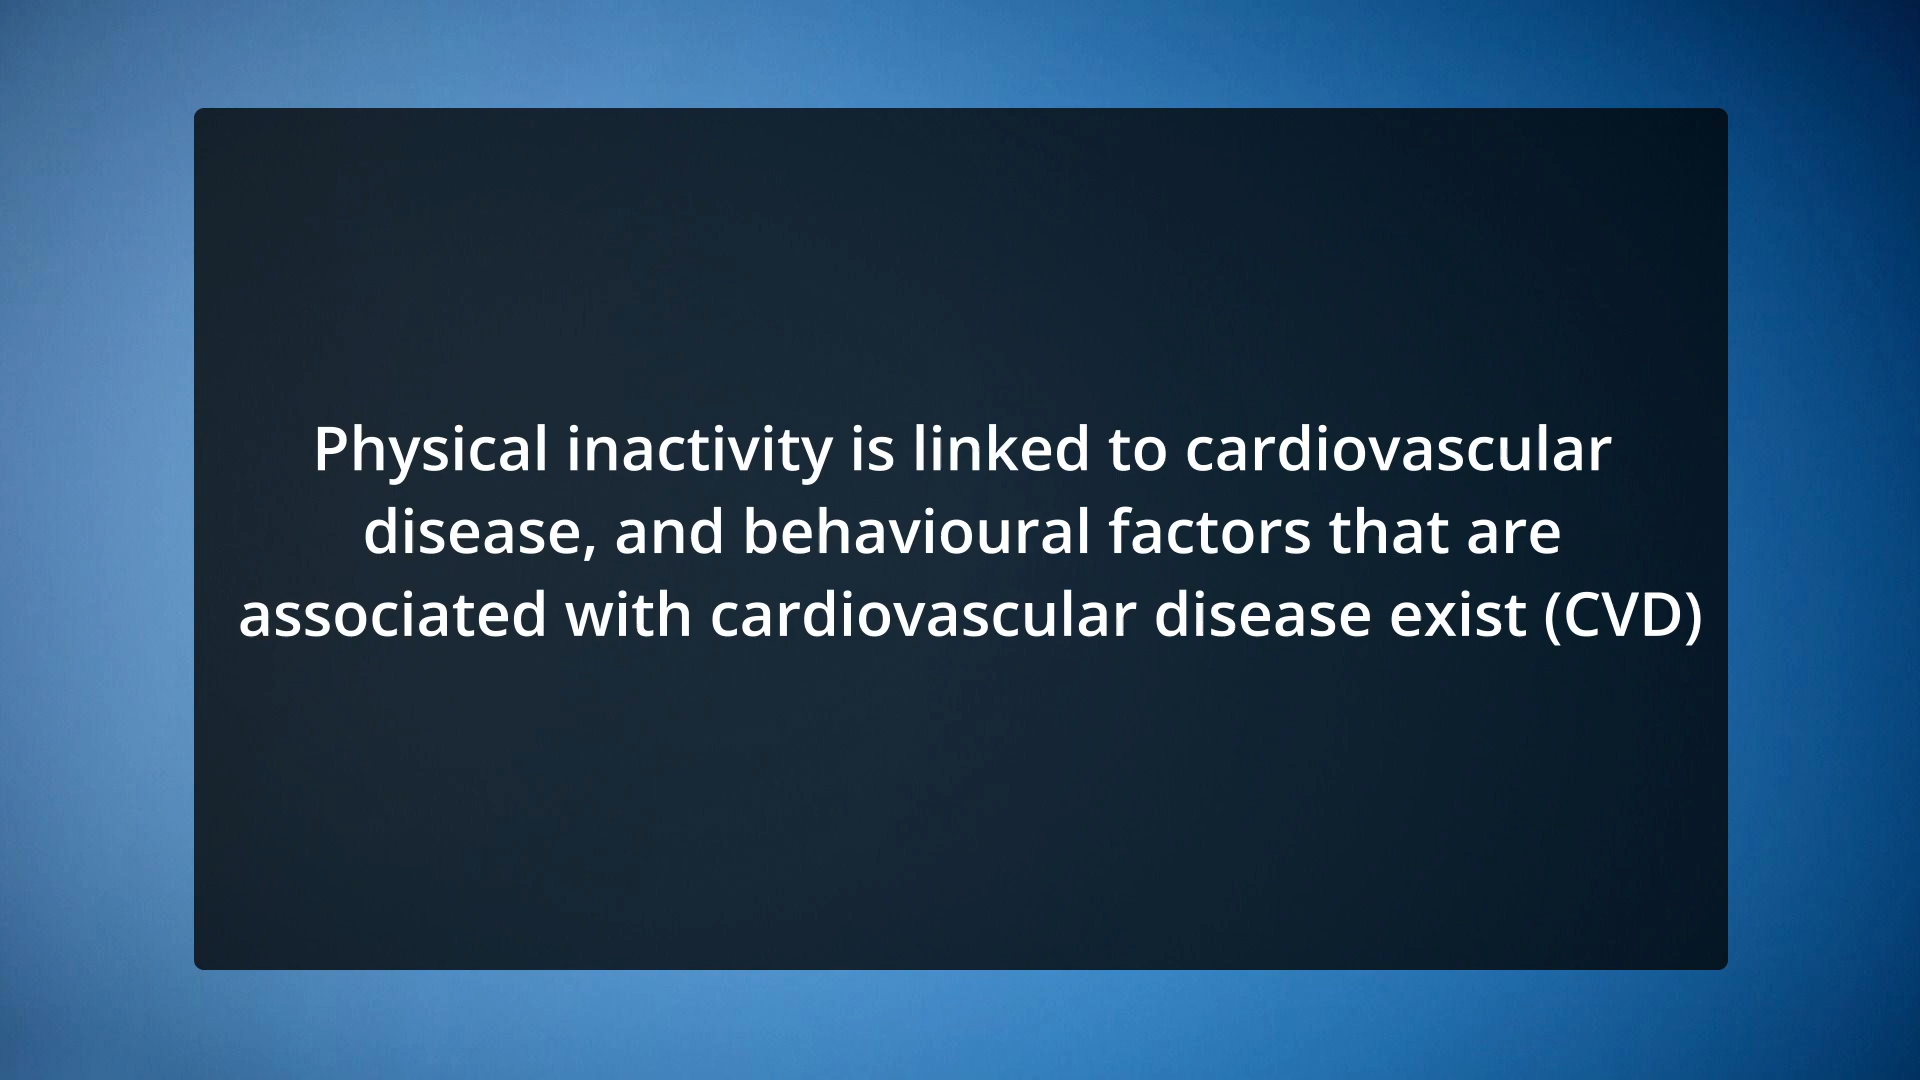 Physical inactivity is linked to cardiovascular
disease, and behavioural factors that are
associated with cardiovascular disease exist (CVD)